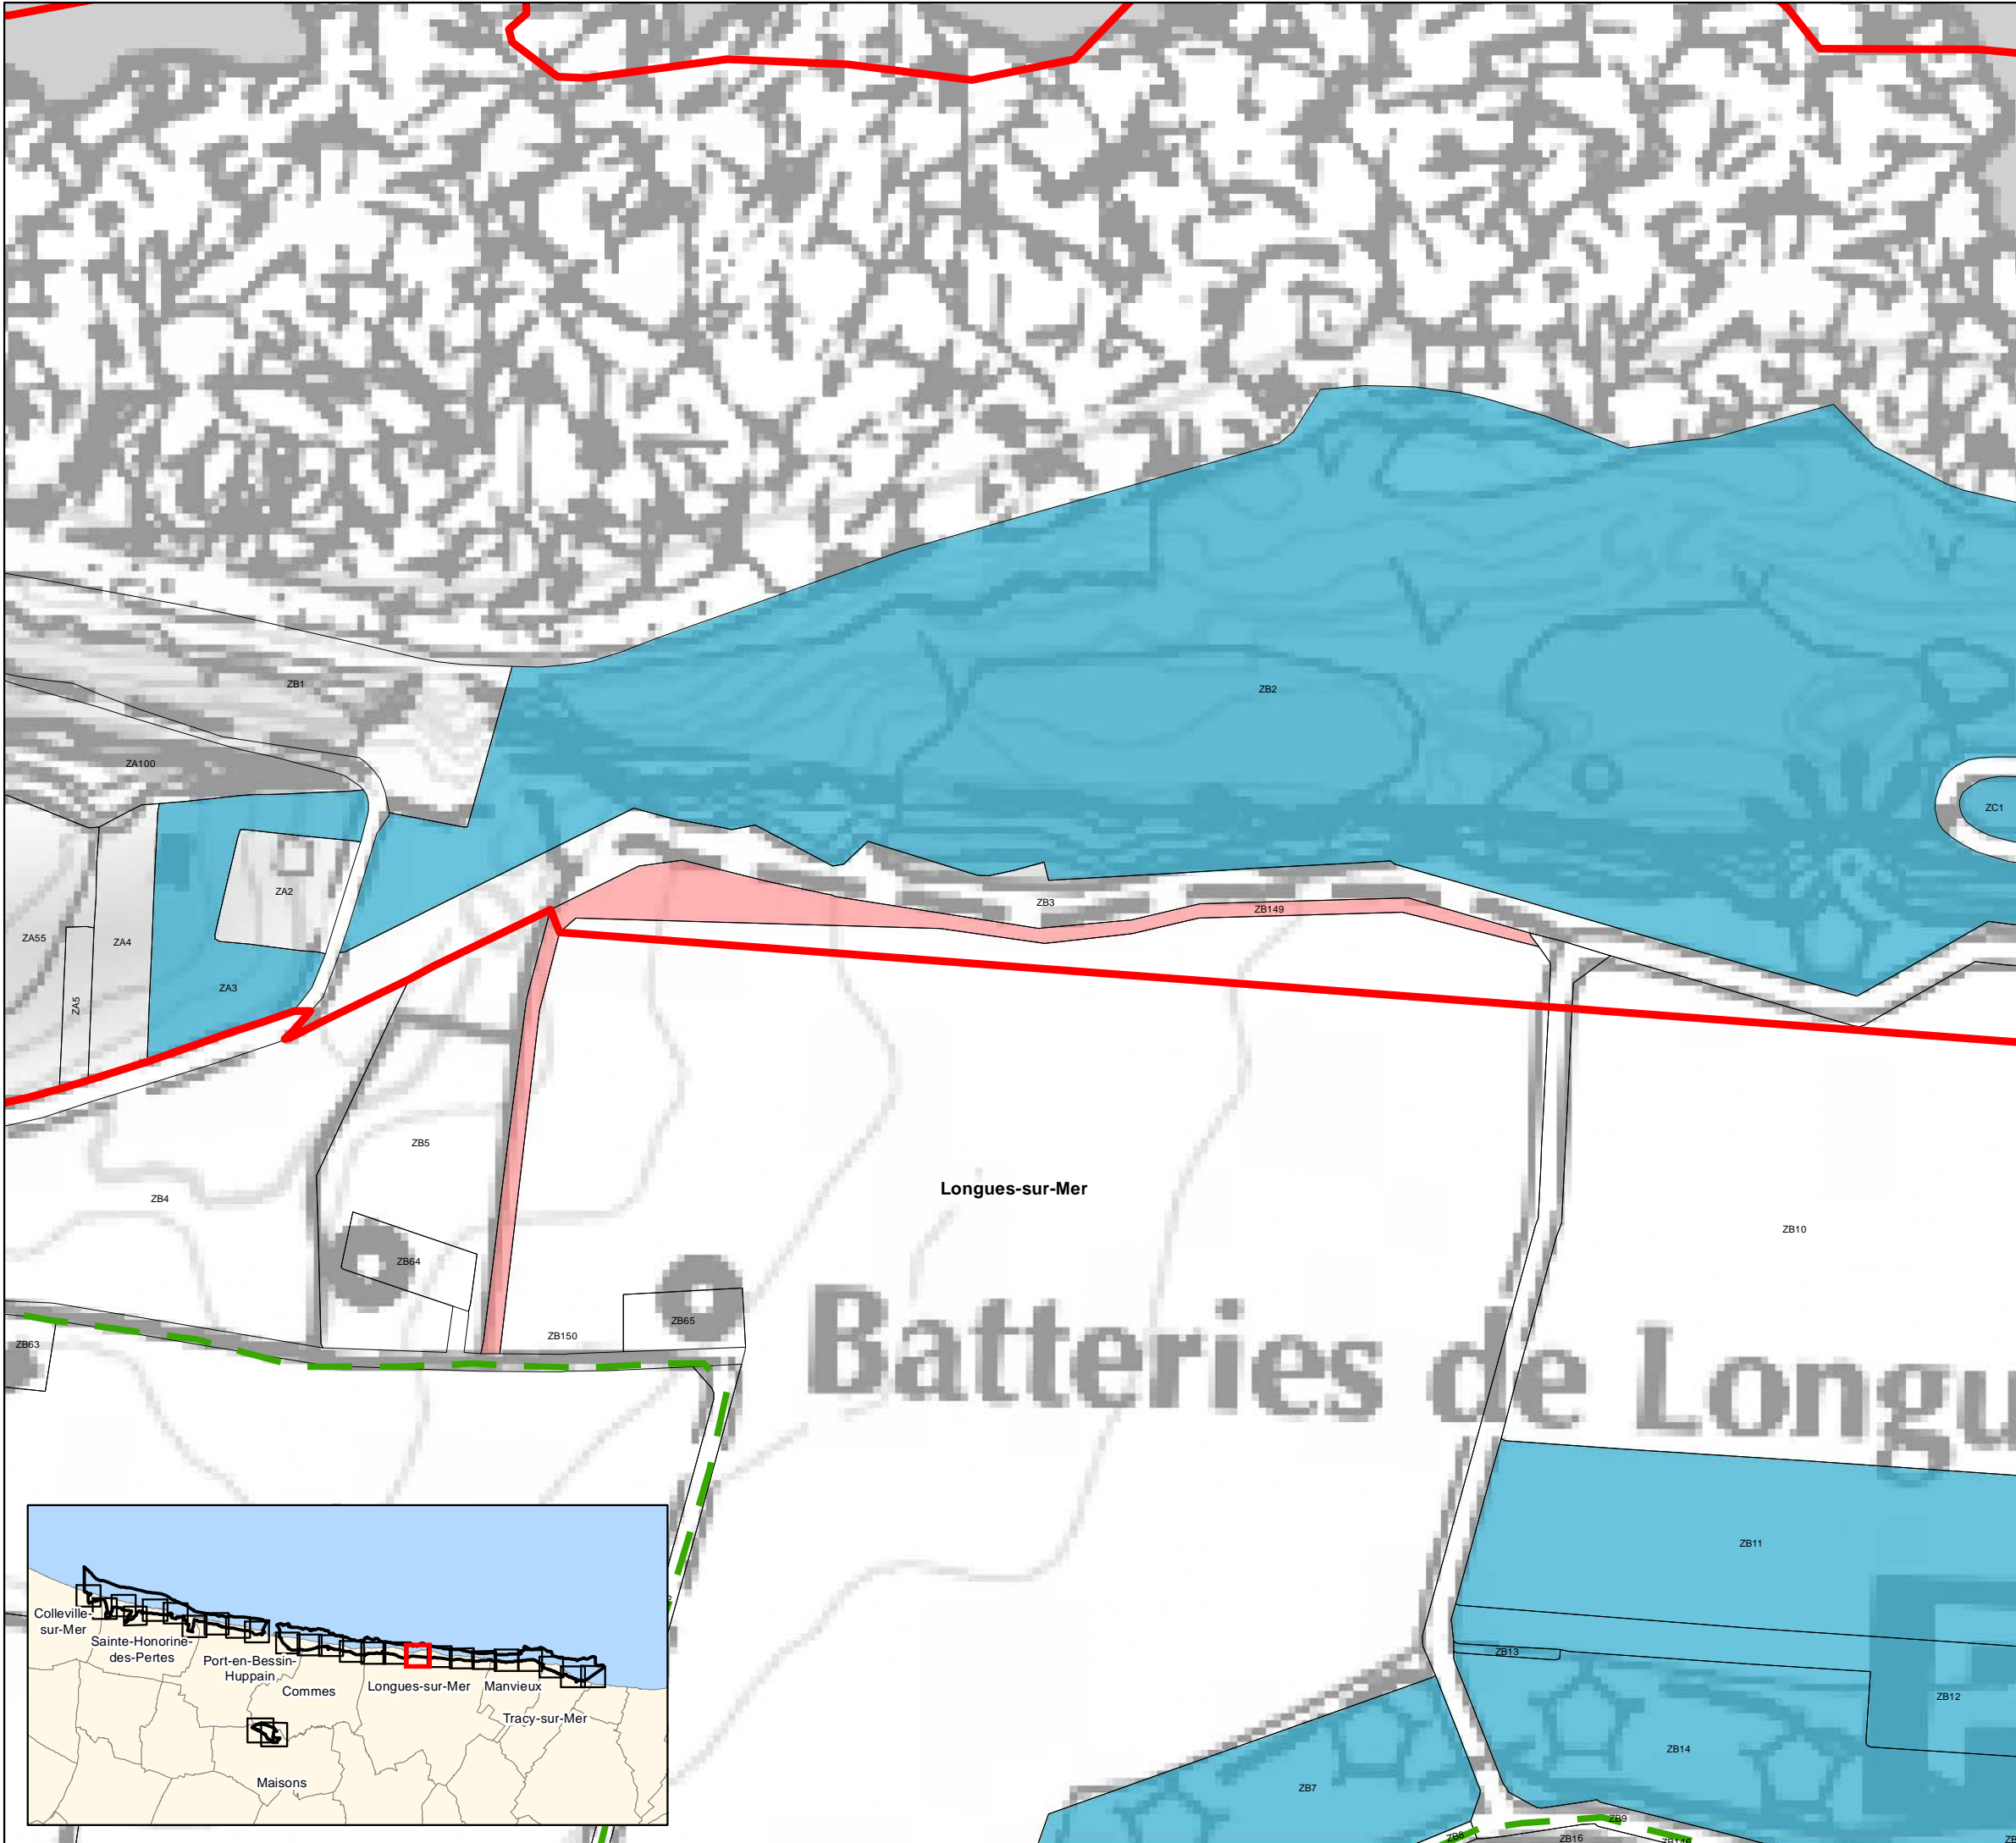 ZB1
ZB2
ZA100
ZC1
ZA2
ZB3
ZB149
ZA55
ZA4
ZA3
ZA5
ZB5
Longues-sur-Mer
ZB4
ZB10
ZB64
ZB65
ZB150
ZB63
Batteries de Longu
ZB11
ZB13
ZB12
ZB14
ZB7
ZB9
ZB8
ZB16
ZB146
Colleville-
sur-Mer
Sainte-Honorine-
des-Pertes
Port-en-Bessin-
Huppain
Commes
Longues-sur-Mer
Manvieux
Tracy-sur-Mer
Maisons